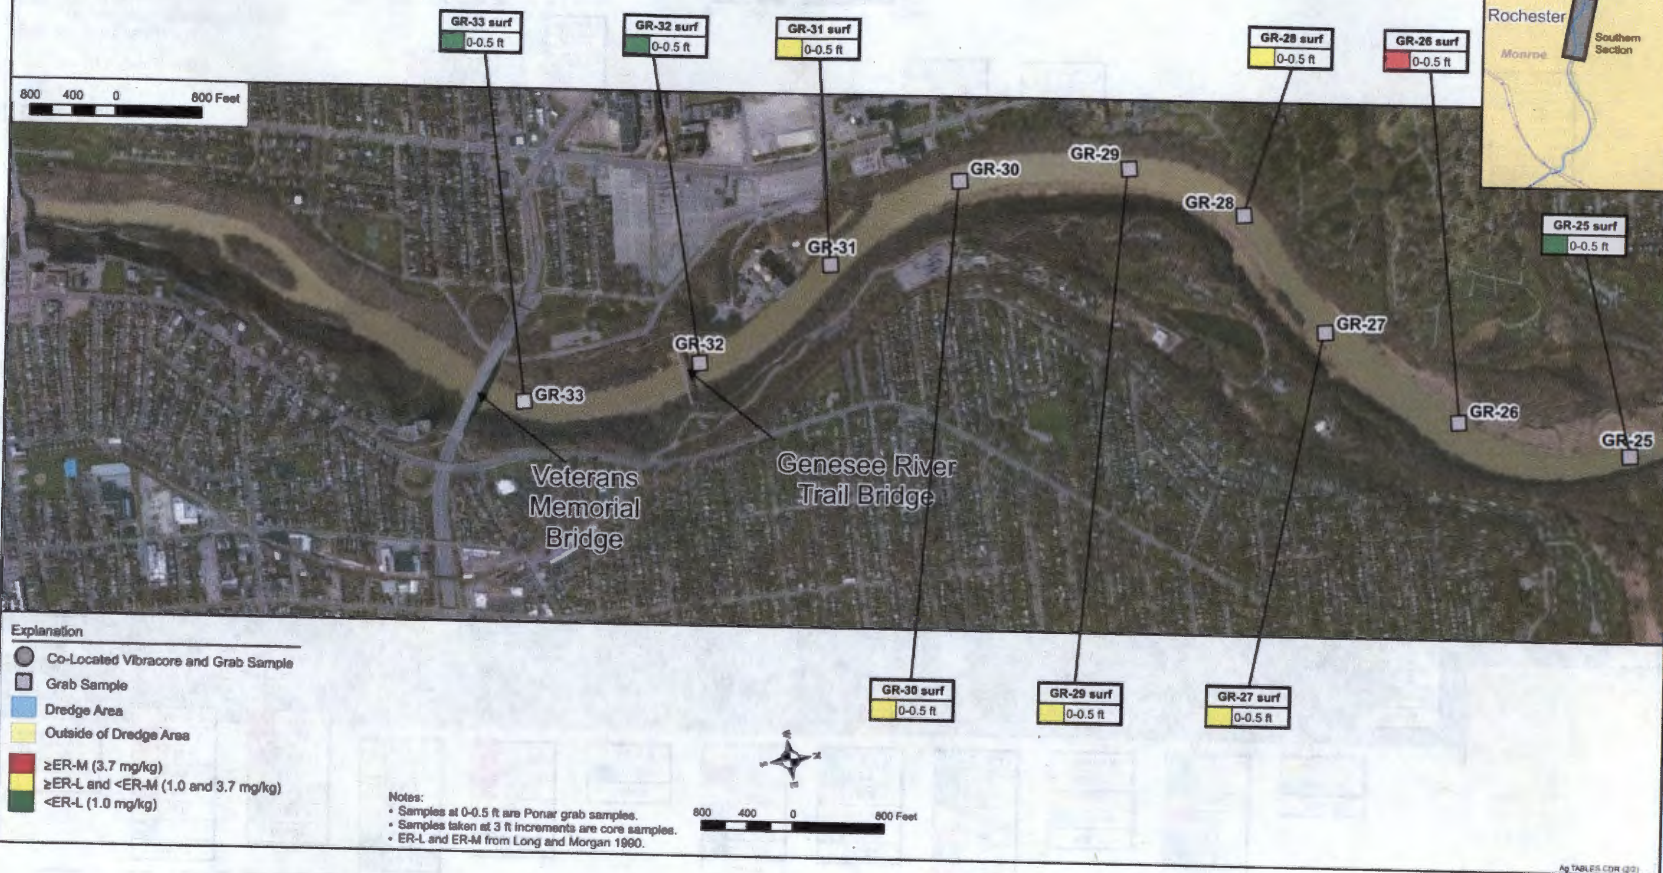 GR-33 surf
0-0.5 ft
GR-32 surf
0-0.5 ft
GR-31 surf
0-0.5 ft
GR-28 surf
0-0.5 ft
GR-26 surf
0-0.5 ft
Rochester
Southern
Section
Monroe
800 400 0 800 Feet
GR-29
GR-30
GR-28
GR-25 surf
0-0.5 ft
GR-31
GR-27
GR-32
GR-33
GR-26
GR-25
Veterans
Memorial
Bridge
Genesee River
Trail Bridge
GR-30 surf
0-0.5 ft
GR-29 surf
0-0.5 ft
GR-27 surf
0-0.5 ft
Explanation
Co-Located Vibracore and Grab Sample
Grab Sample
Dredge Area
Outside of Dredge Area
≥ER-M (3.7 mg/kg)
≥ER-L and <ER-M (1.0 and 3.7 mg/kg)
<ER-L (1.0 mg/kg)
W
N
S
E
Notes:
• Samples at 0-0.5 ft are Ponar grab samples.
• Samples taken at 3 ft increments are core samples.
• ER-L and ER-M from Long and Morgan 1990.
800 400 0 800 Feet
Ag TABLES.CDR (2/2)